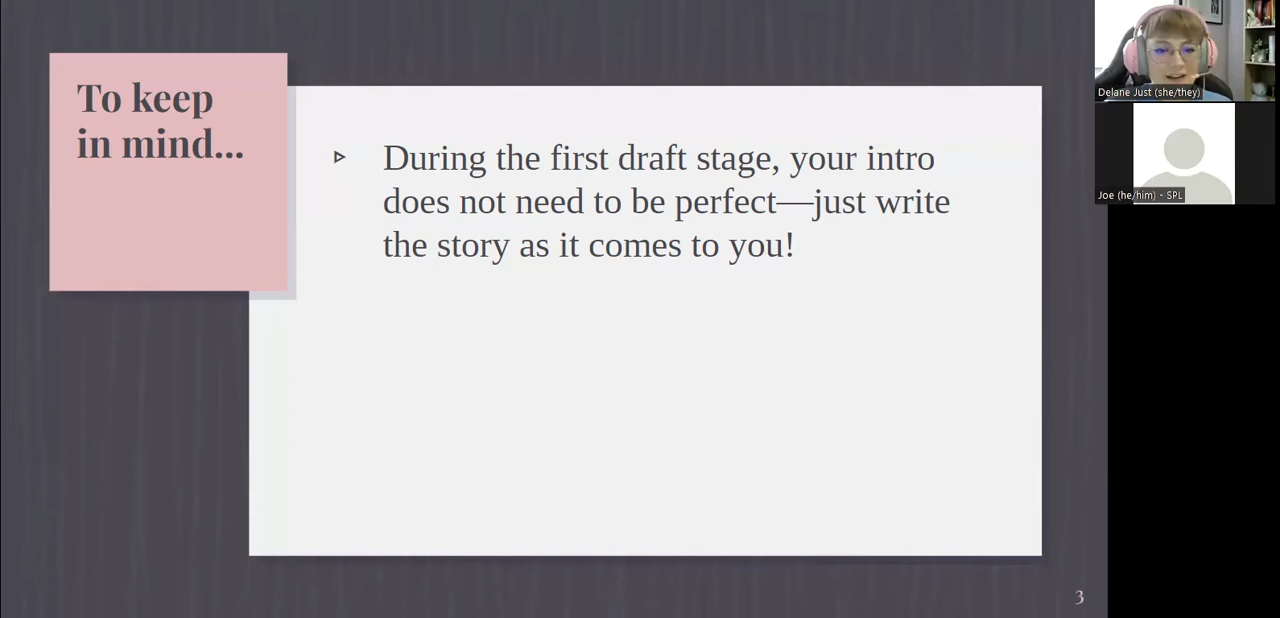 To keep
in mind...
During the first draft stage, your intro
does not need to be perfect—just write
the story as it comes to you!
3
Delane Just (she/they)
Joe (he/him) - SPL